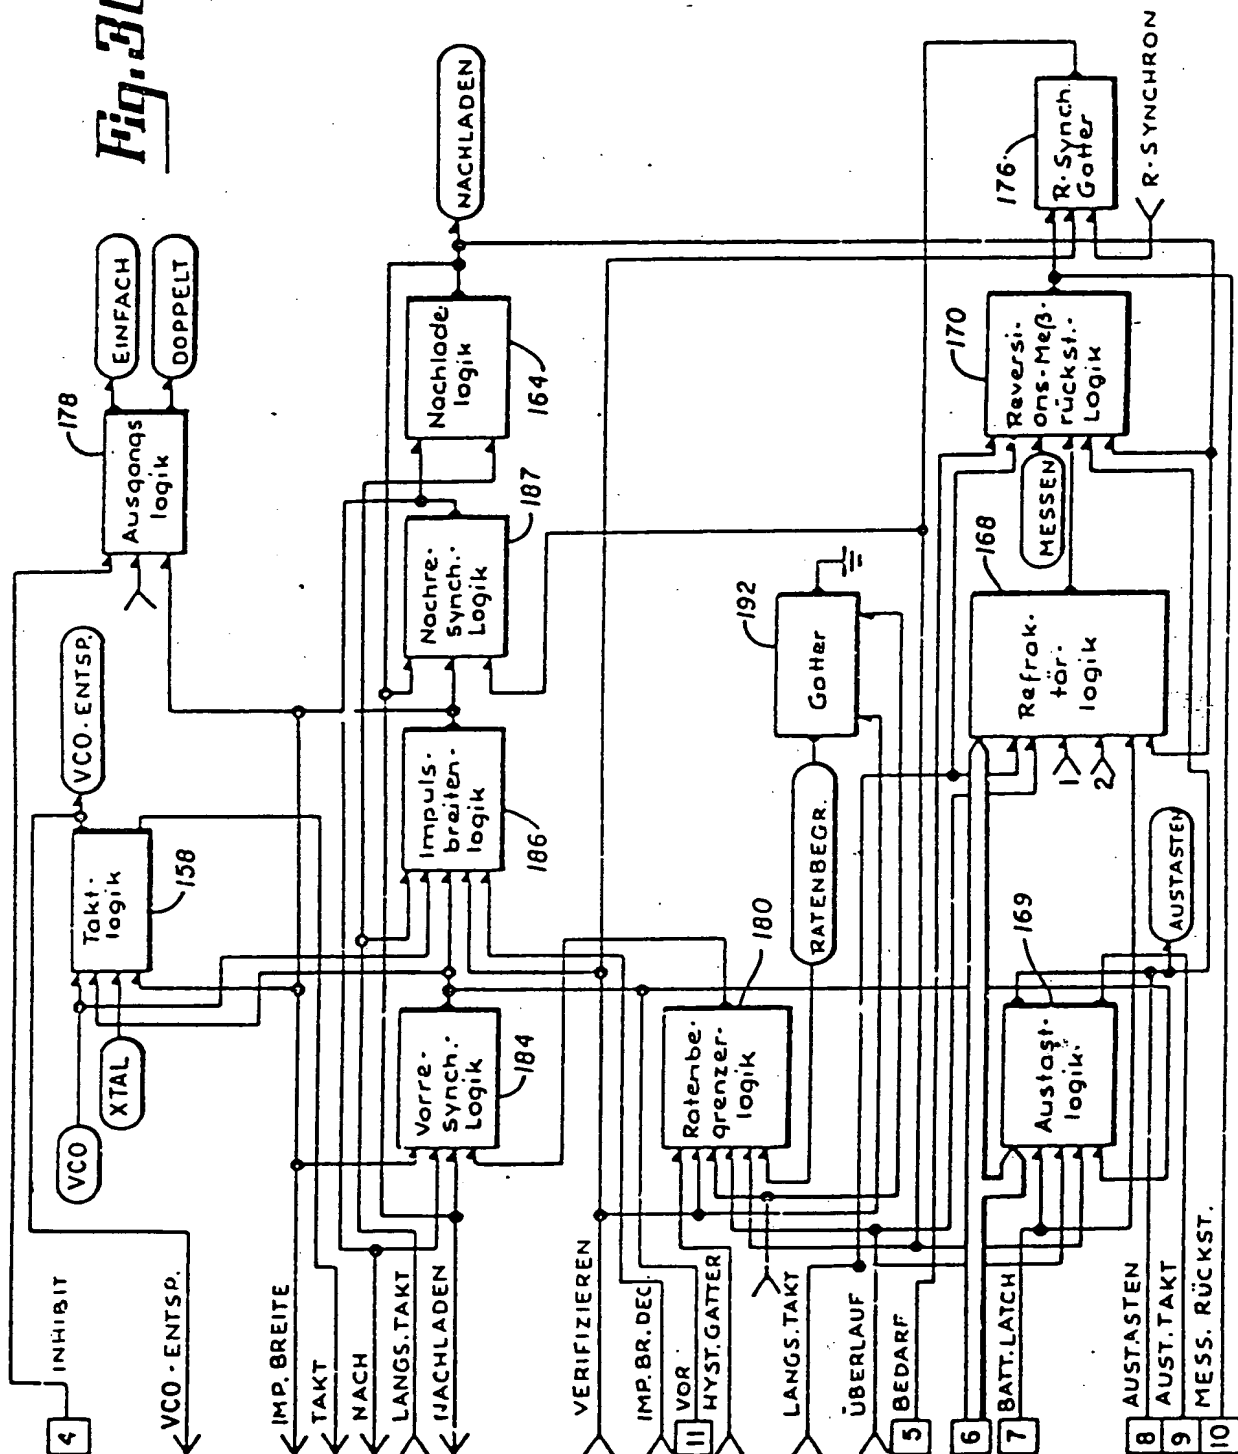 EINFACH
DOPPELT
178
Ausgangs
logik
VCO-ENTSP.
Takt-
logik
158
VCO
XTAL
4
INHIBIT
VCO-ENTSP.
NACHLADEN
Nachlade
logik
164
Nachre-
synch.-
Logik
187
Impuls-
breiten-
logik
186
Vorre-
synch.-
Logik
184
IMP. BREITE
TAKT
NACH
LANGS.TAKT
NACHLADEN
192
Gatter
RATENBEGR.
180
Ratenbe-
grenzer-
logik
VERIFIZIEREN
IMP.BR.DEC
VOR
11
HYST.GATTER
LANGS.TAKT
ÜBERLAUF
BEDARF
5
176
R-Synch.
Gatter
R-SYNCHRON
170
Reversi-
ons-Meß-
rückst.-
Logik
MESSEN
168
Refrak-
tör-
logik
1
2
AUSTASTEN
169
Austast-
logik
6
7
BATT.LATCH
8
AUSTASTEN
9
AUST.TAKT
10
MESS. RÜCKST.